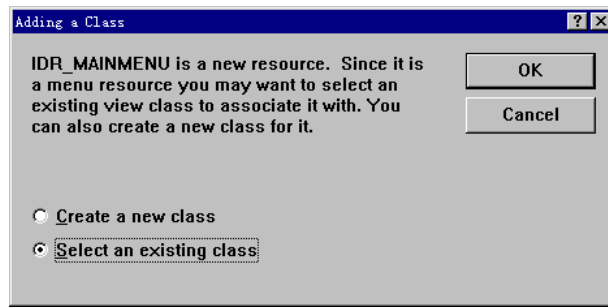 Adding a Class
IDR_MAINMENU is a new resource. Since it is
a menu resource you may want to select an
existing view class to associate it with. You
can also create a new class for it.
OK
Cancel
Create a new class
Select an existing class